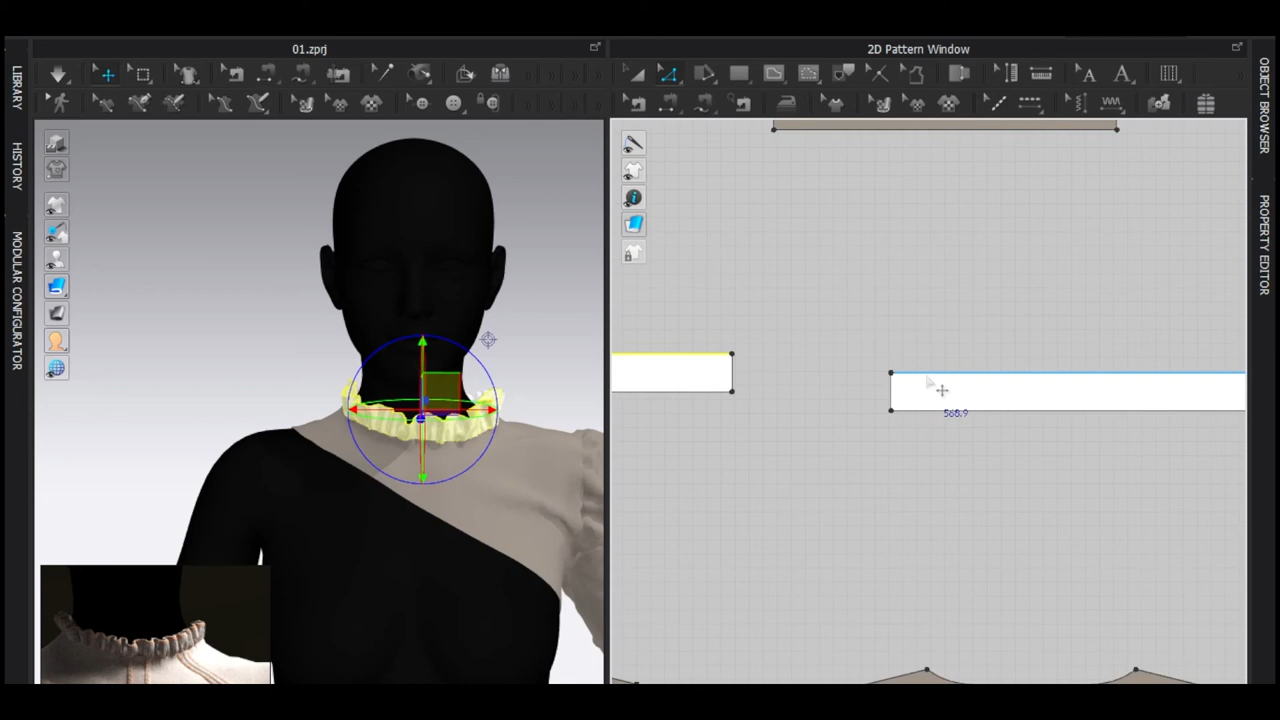 01.zprj
2D Pattern Window
LIBRARY
HISTORY
MODULAR CONFIGURATOR
OBJECT BROWSER
PROPERTY EDITOR
568.9